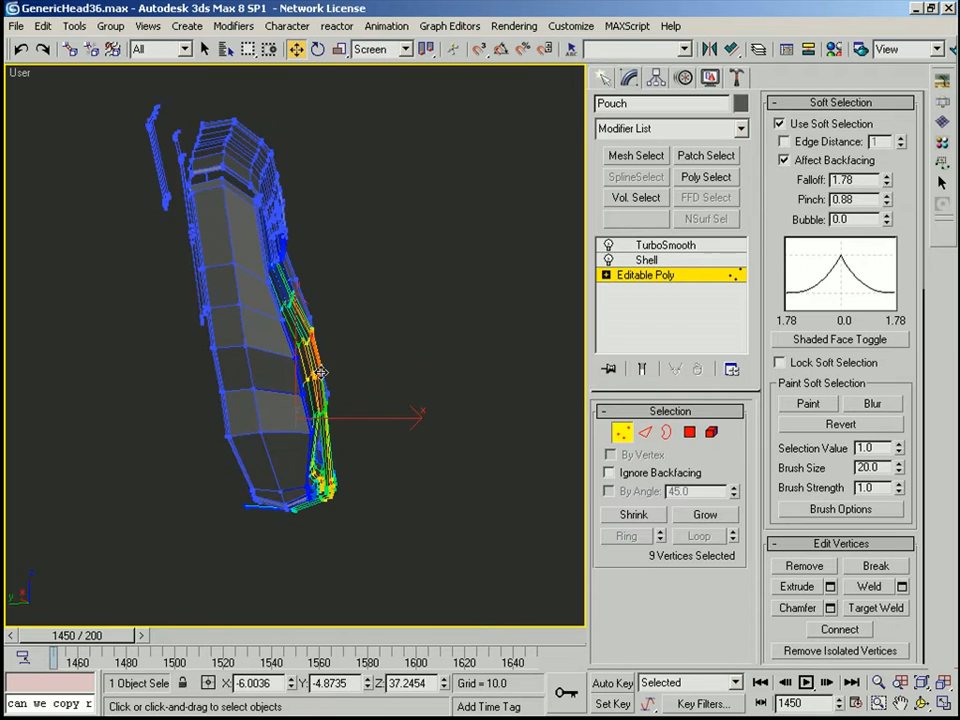 GenericHead36.max - Autodesk 3ds Max 8 SP1 - Network License
File Edit Tools Group Views Create Modifiers Character reactor Animation Graph Editors Rendering Customize MAXScript Help
All Screen View
User
Pouch
Modifier List
Mesh Select Patch Select
SplineSelect Poly Select
Vol. Select FFD Select
NSurf Sel
TurboSmooth
Shell
Editable Poly
Selection
By Vertex
Ignore Backfacing
By Angle: 45.0
Shrink Grow
Ring Loop
9 Vertices Selected
Soft Selection
Use Soft Selection
Edge Distance: 1
Affect Backfacing
Falloff: 1.78
Pinch: 0.88
Bubble: 0.0
1.78 0.0 1.78
Shaded Face Toggle
Lock Soft Selection
Paint Soft Selection
Paint Blur
Revert
Selection Value 1.0
Brush Size 20.0
Brush Strength 1.0
Brush Options
Edit Vertices
Remove Break
Extrude Weld
Chamfer Target Weld
Connect
Remove Isolated Vertices
x
y
1450 / 200
1460 1480 1500 1520 1540 1560 1580 1600 1620 1640
1 Object Sele X: -6.0036 Y: -4.8735 Z: 37.2454 Grid = 10.0
Auto Key Selected
can we copy r Click or click-and-drag to select objects Add Time Tag
Set Key Key Filters... 1450